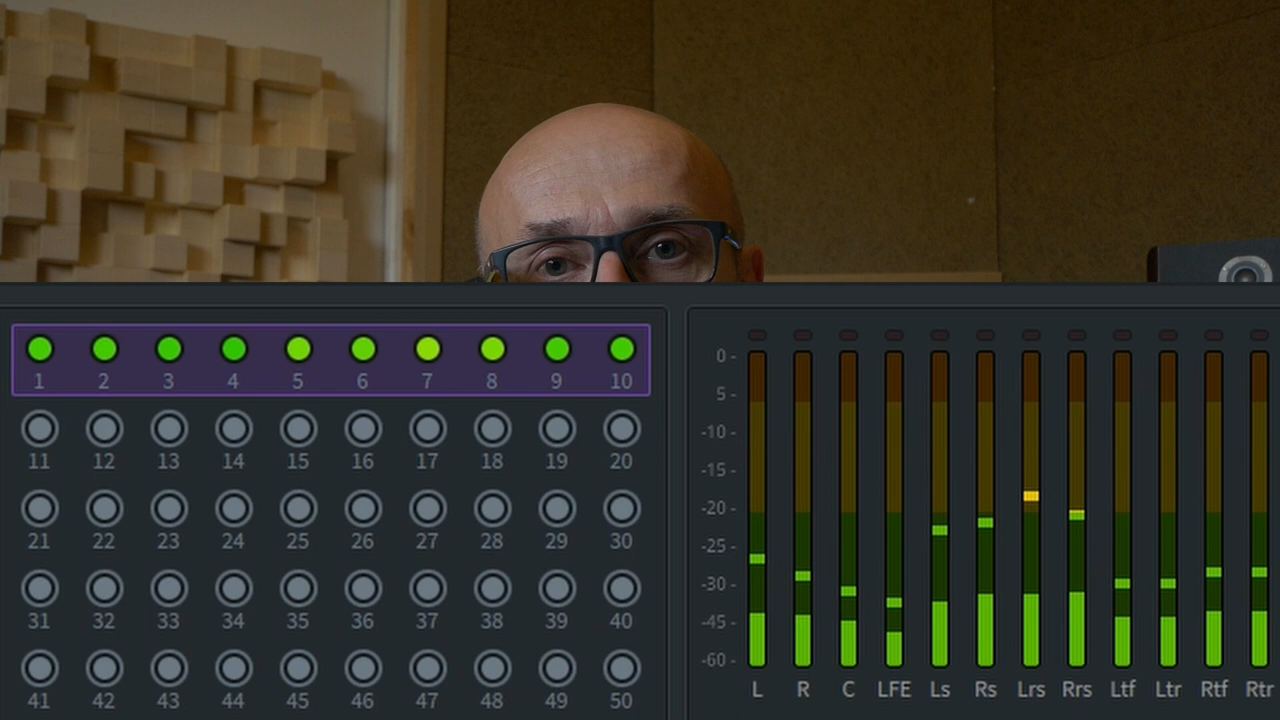 1 2 3 4 5 6 7 8 9 10
11 12 13 14 15 16 17 18 19 20
21 22 23 24 25 26 27 28 29 30
31 32 33 34 35 36 37 38 39 40
41 42 43 44 45 46 47 48 49 50
0 -
5 -
-10 -
-15 -
-20 -
-25 -
-30 -
-45 -
-60 -
L R C LFE Ls Rs Lrs Rrs Ltf Ltr Rtf Rtr